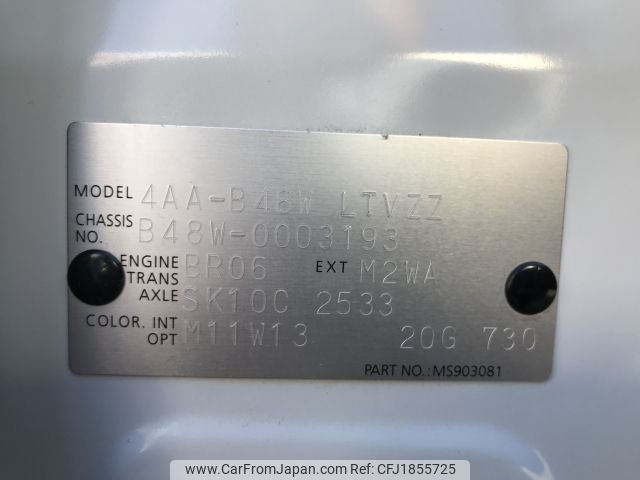 MODEL 4AA-B48W LTVZZ
CHASSIS NO. B48W-0003193
ENGINE BR06 EXT M2WA
TRANS
AXLE SK10C 2533
COLOR. INT M11W13 20G 730
OPT
PART NO.:MS903081
www.CarFromJapan.com Ref No: CFJ1855725